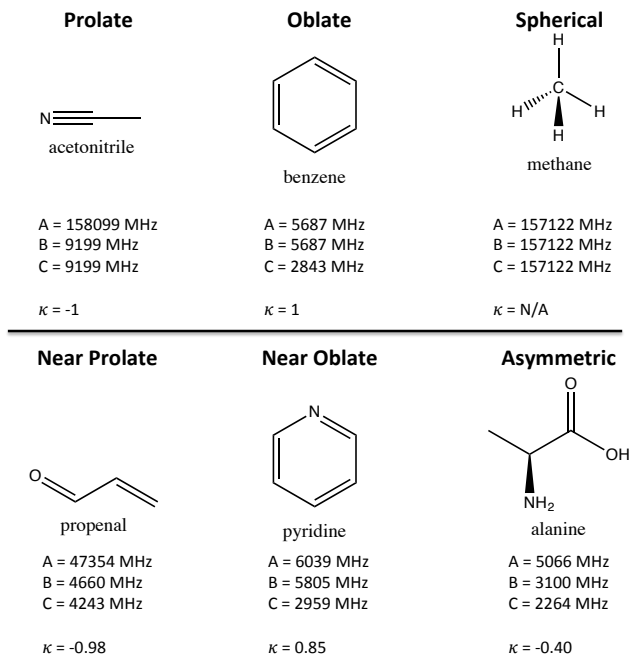 Prolate
Oblate
Spherical
N
acetonitrile
benzene
H
C
H
H
H
methane
A = 158099 MHz
B = 9199 MHz
C = 9199 MHz
κ = -1
A = 5687 MHz
B = 5687 MHz
C = 2843 MHz
κ = 1
A = 157122 MHz
B = 157122 MHz
C = 157122 MHz
κ = N/A
Near Prolate
Near Oblate
Asymmetric
O
propenal
N
pyridine
O
OH
NH₂
alanine
A = 47354 MHz
B = 4660 MHz
C = 4243 MHz
κ = -0.98
A = 6039 MHz
B = 5805 MHz
C = 2959 MHz
κ = 0.85
A = 5066 MHz
B = 3100 MHz
C = 2264 MHz
κ = -0.40